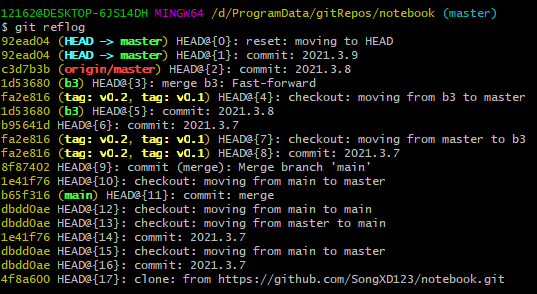 12162@DESKTOP-6JS14DH MINGW64 /d/ProgramData/gitRepos/notebook (master)
$ git reflog
92ead04 (HEAD -> master) HEAD@{0}: reset: moving to HEAD
92ead04 (HEAD -> master) HEAD@{1}: commit: 2021.3.9
c3d7b3b (origin/master) HEAD@{2}: commit: 2021.3.8
1d53680 (b3) HEAD@{3}: merge b3: Fast-forward
fa2e816 (tag: v0.2, tag: v0.1) HEAD@{4}: checkout: moving from b3 to master
1d53680 (b3) HEAD@{5}: commit: 2021.3.8
b95641d HEAD@{6}: commit: 2021.3.7
fa2e816 (tag: v0.2, tag: v0.1) HEAD@{7}: checkout: moving from master to b3
fa2e816 (tag: v0.2, tag: v0.1) HEAD@{8}: commit: 2021.3.7
8f87402 HEAD@{9}: commit (merge): Merge branch 'main'
1e41f76 HEAD@{10}: checkout: moving from main to master
b65f316 (main) HEAD@{11}: commit: merge
dbdd0ae HEAD@{12}: checkout: moving from main to main
dbdd0ae HEAD@{13}: checkout: moving from master to main
1e41f76 HEAD@{14}: commit: 2021.3.7
dbdd0ae HEAD@{15}: checkout: moving from main to master
dbdd0ae HEAD@{16}: commit: 2021.3.7
4f8a600 HEAD@{17}: clone: from https://github.com/SongXD123/notebook.git